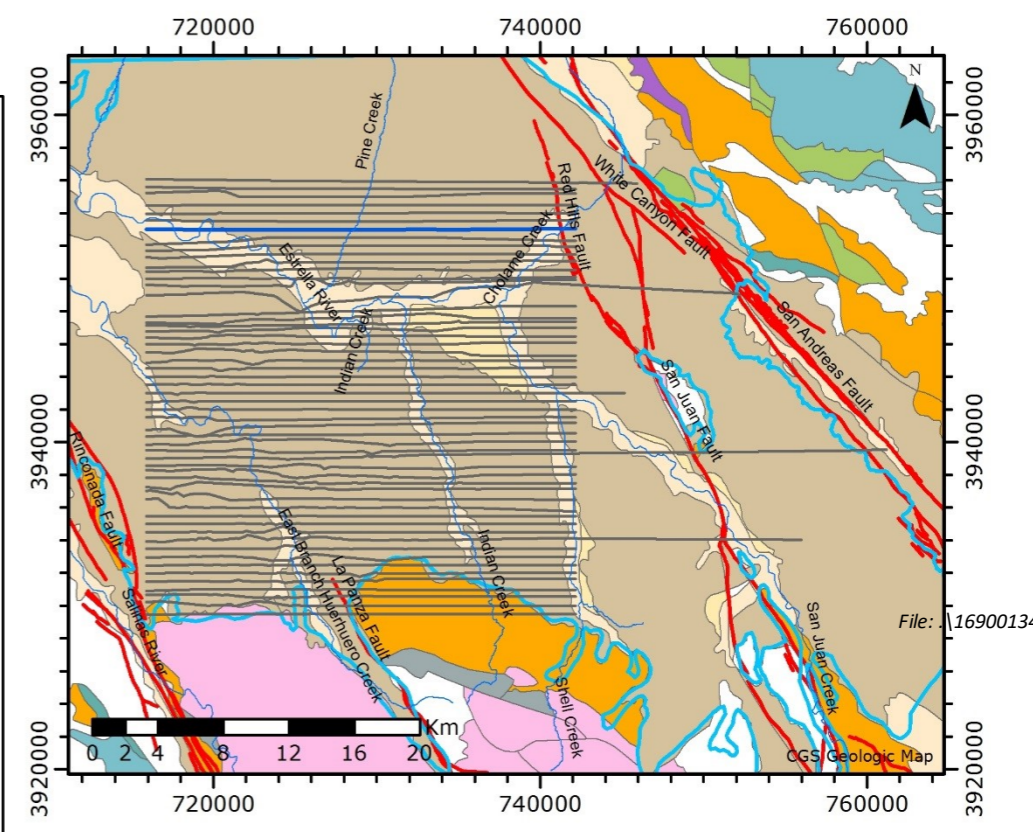 720000 740000 760000
N
3960000
3960000
Pine Creek
White Canyon Fault
Red Hills Fault
Cholame Creek
Estrella River
Indian Creek
San Andreas Fault
San Juan Fault
3940000
3940000
Rinconada Fault
East Branch Huerhuero Creek
La Panza Fault
Indian Creek
Salinas River
San Juan Creek
File: .\16900134
Shell Creek
Km
0 2 4 8 12 16 20
CGS Geologic Map
3920000
3920000
720000 740000 760000